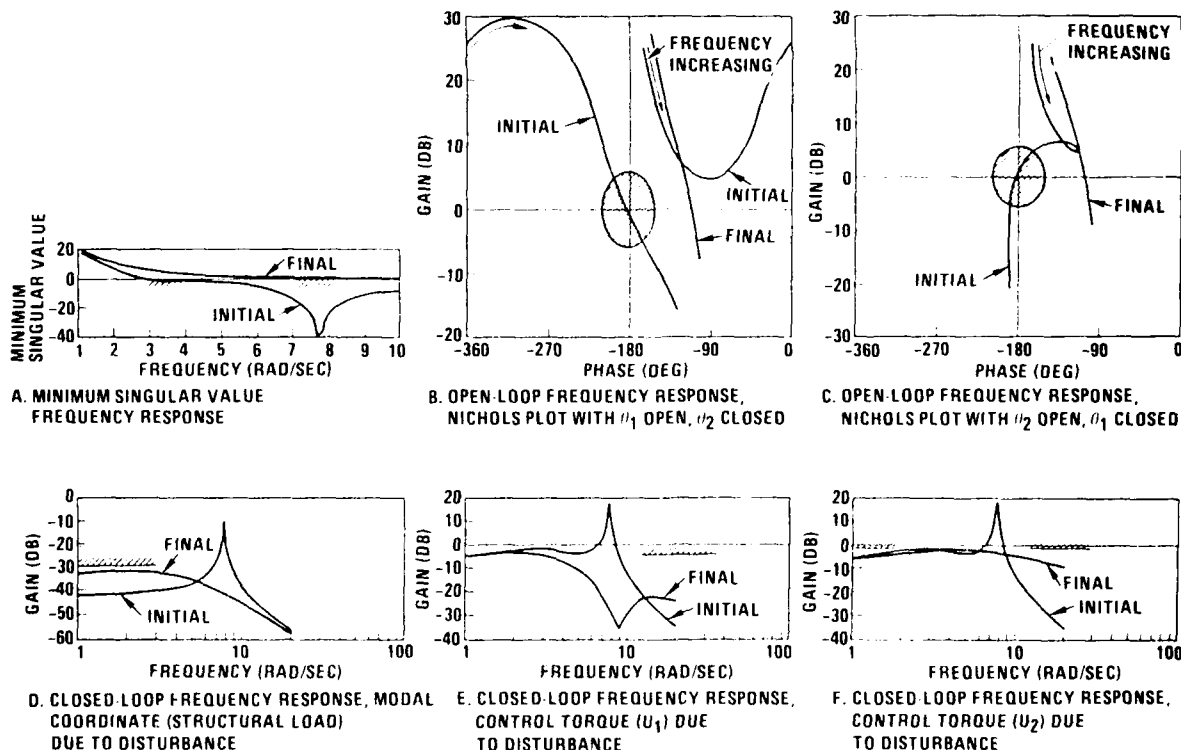 MINIMUM
SINGULAR VALUE
20
0
-20
-40
FINAL
INITIAL
1 2 3 4 5 6 7 8 9 10
FREQUENCY (RAD/SEC)
A. MINIMUM SINGULAR VALUE
FREQUENCY RESPONSE
GAIN (DB)
30
20
10
0
-10
-20
FREQUENCY
INCREASING
INITIAL
INITIAL
FINAL
-360 -270 -180 -90 0
PHASE (DEG)
B. OPEN-LOOP FREQUENCY RESPONSE,
NICHOLS PLOT WITH θ1 OPEN, θ2 CLOSED
GAIN (DB)
30
20
10
0
-10
20
30
FREQUENCY
INCREASING
FINAL
INITIAL
-360 -270 -180 -90 0
PHASE (DEG)
C. OPEN-LOOP FREQUENCY RESPONSE,
NICHOLS PLOT WITH θ2 OPEN, θ1 CLOSED
GAIN (DB)
0
-10
-20
-30
-40
-50
-60
FINAL
INITIAL
1 10 100
FREQUENCY (RAD/SEC)
D. CLOSED-LOOP FREQUENCY RESPONSE, MODAL
COORDINATE (STRUCTURAL LOAD)
DUE TO DISTURBANCE
GAIN (DB)
20
10
0
-10
-20
-30
-40
FINAL
INITIAL
1 10 100
FREQUENCY (RAD/SEC)
E. CLOSED-LOOP FREQUENCY RESPONSE,
CONTROL TORQUE (U1) DUE
TO DISTURBANCE
GAIN (DB)
20
10
0
-10
-20
-30
-40
FINAL
INITIAL
1 10 100
FREQUENCY (RAD/SEC)
F. CLOSED-LOOP FREQUENCY RESPONSE,
CONTROL TORQUE (U2) DUE
TO DISTURBANCE